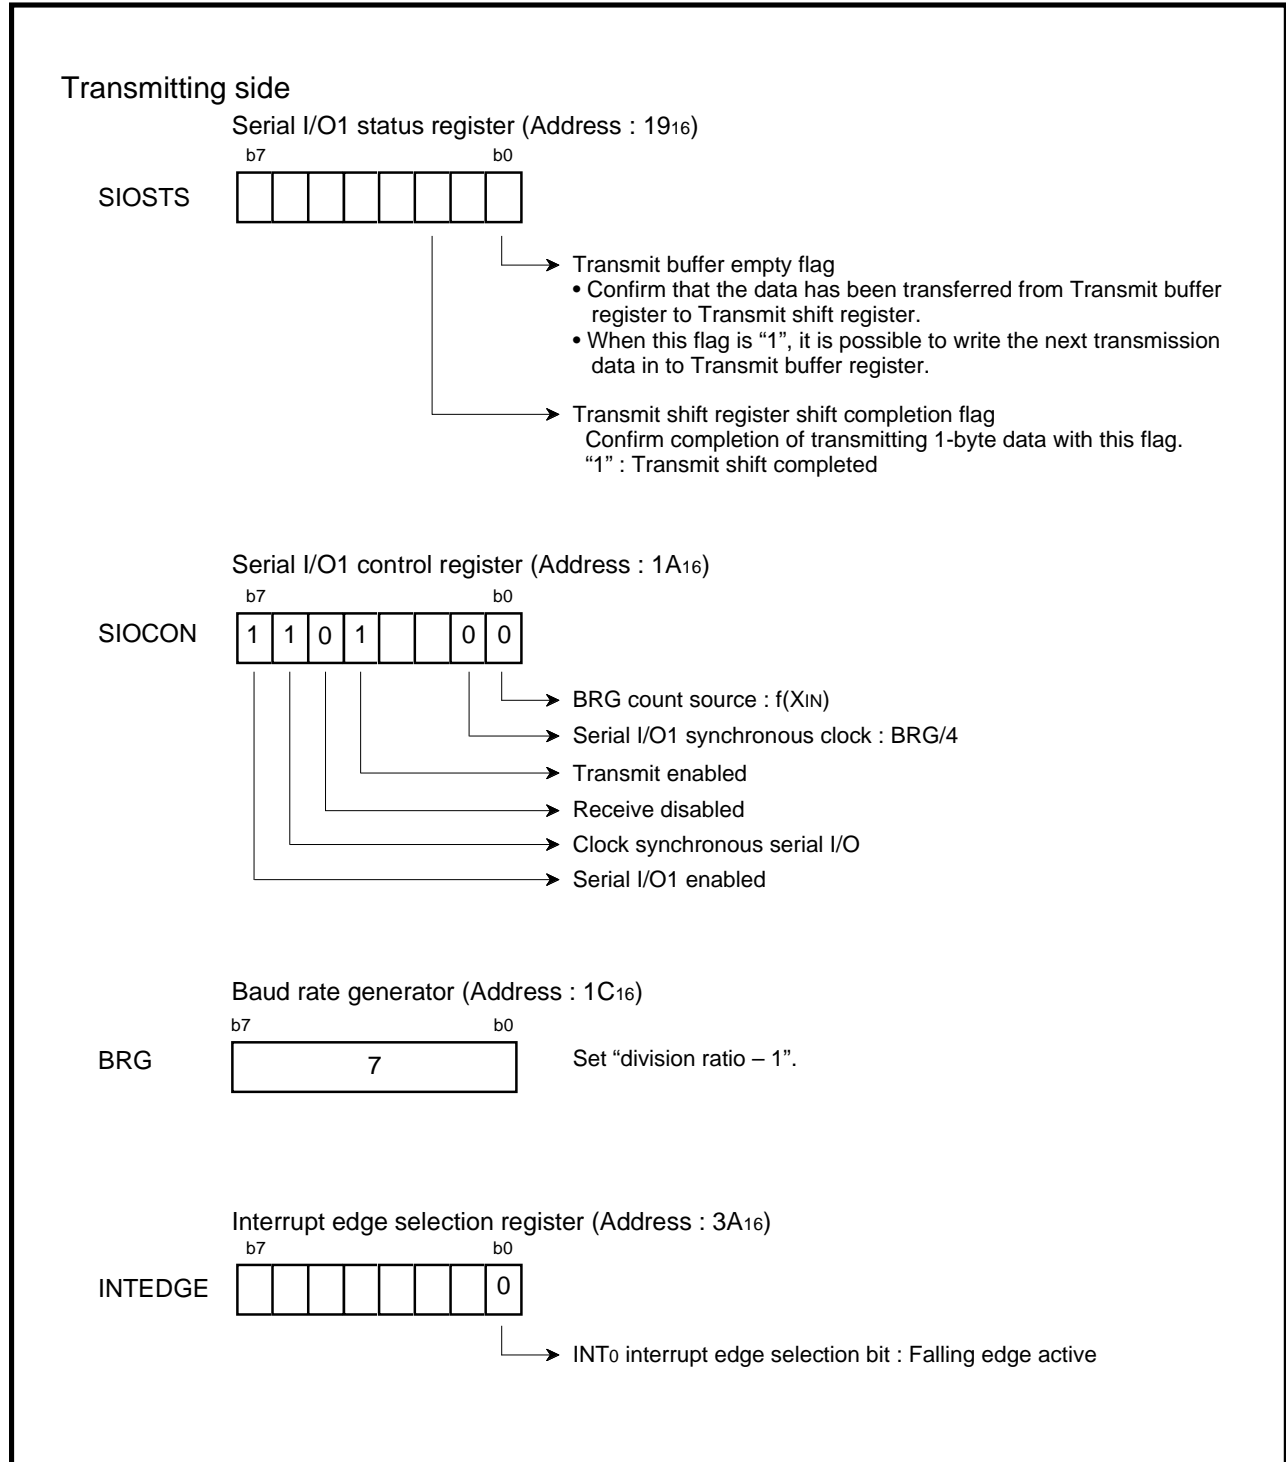 Transmitting side
Serial I/O1 status register (Address : 1916)
b7 b0
SIOSTS
Transmit buffer empty flag
• Confirm that the data has been transferred from Transmit buffer
register to Transmit shift register.
• When this flag is “1”, it is possible to write the next transmission
data in to Transmit buffer register.
Transmit shift register shift completion flag
Confirm completion of transmitting 1-byte data with this flag.
“1” : Transmit shift completed
Serial I/O1 control register (Address : 1A16)
b7 b0
SIOCON 1 1 0 1 0 0
BRG count source : f(XIN)
Serial I/O1 synchronous clock : BRG/4
Transmit enabled
Receive disabled
Clock synchronous serial I/O
Serial I/O1 enabled
Baud rate generator (Address : 1C16)
b7 b0
BRG 7 Set “division ratio – 1”.
Interrupt edge selection register (Address : 3A16)
b7 b0
INTEDGE 0
INT0 interrupt edge selection bit : Falling edge active